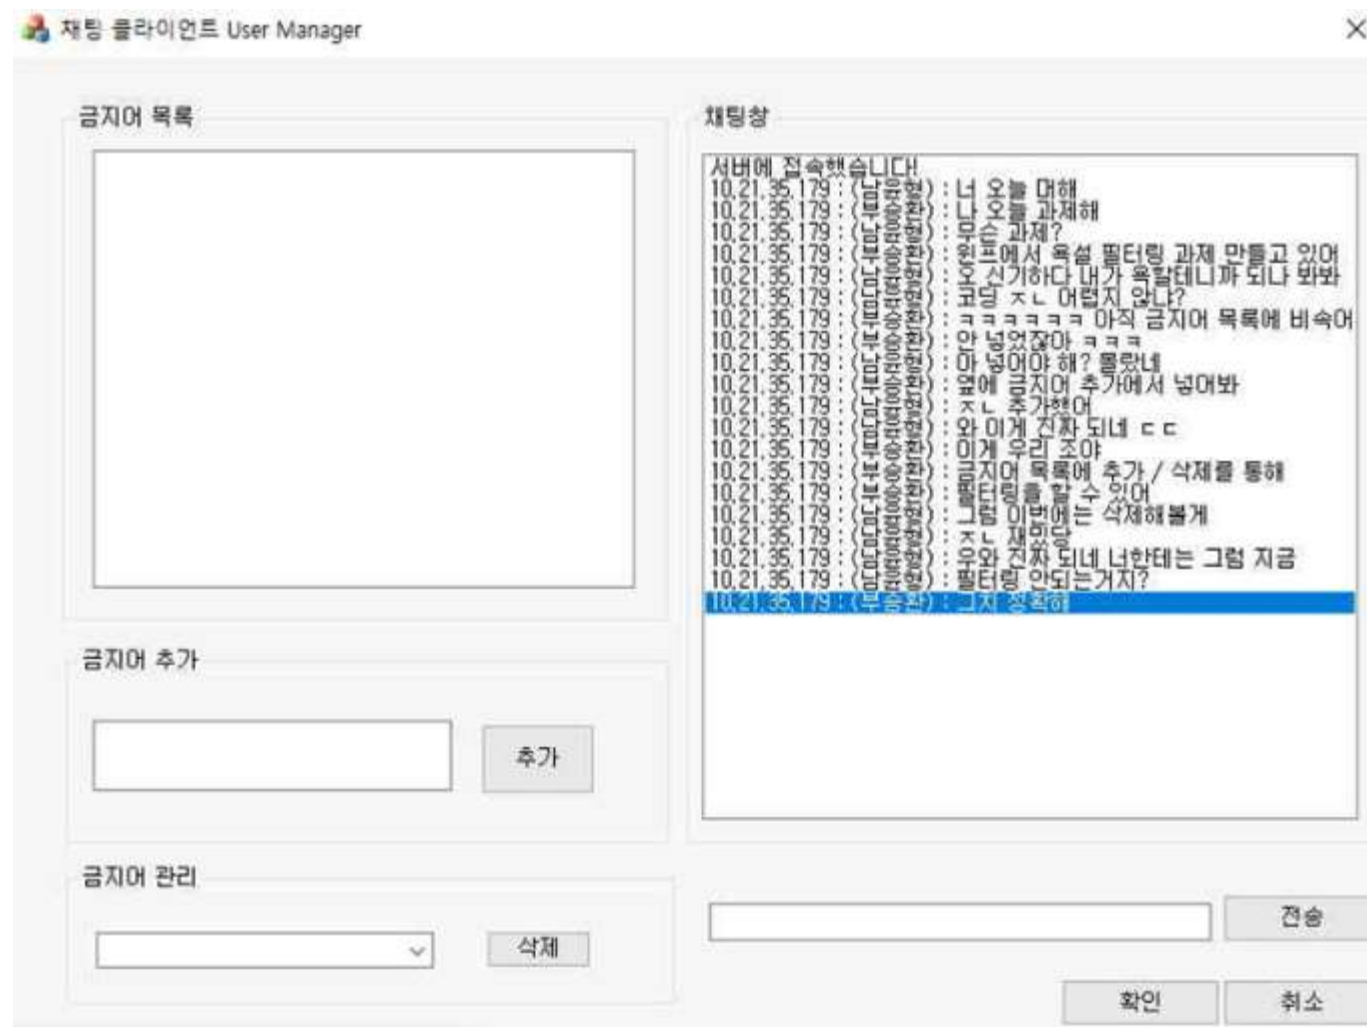 채팅 클라이언트 User Manager
금지어 목록
채팅창
서버에 접속했습니다!
10.21.35.179 : (남윤형) : 너 오늘 머해
10.21.35.179 : (부승환) : 나 오늘 과제해
10.21.35.179 : (남윤형) : 무슨 과제?
10.21.35.179 : (부승환) : 윈프에서 욕설 필터링 과제 만들고 있어
10.21.35.179 : (남윤형) : 오 신기하다 내가 욕할테니까 되나 봐봐
10.21.35.179 : (남윤형) : 코딩 ㅈㄴ 어렵지 않냐?
10.21.35.179 : (부승환) : ㅋㅋㅋㅋㅋㅋ 아직 금지어 목록에 비속어
10.21.35.179 : (부승환) : 안 넣었잖아 ㅋㅋㅋ
10.21.35.179 : (남윤형) : 아 넣어야 해? 몰랐네
10.21.35.179 : (부승환) : 옆에 금지어 추가에서 넣어봐
10.21.35.179 : (남윤형) : ㅈㄴ 추가했어
10.21.35.179 : (남윤형) : 와 이게 진짜 되네 ㄷㄷ
10.21.35.179 : (부승환) : 이게 우리 조야
10.21.35.179 : (부승환) : 금지어 목록에 추가 / 삭제를 통해
10.21.35.179 : (부승환) : 필터링을 할 수 있어
10.21.35.179 : (남윤형) : 그럼 이번에는 삭제해볼게
10.21.35.179 : (남윤형) : ㅈㄴ 재밌당
10.21.35.179 : (남윤형) : 우와 진짜 되네 너한테는 그럼 지금
10.21.35.179 : (남윤형) : 필터링 안되는거지?
10.21.35.179 : (부승환) : 그치 정확해
금지어 추가
추가
금지어 관리
삭제
전송
확인
취소